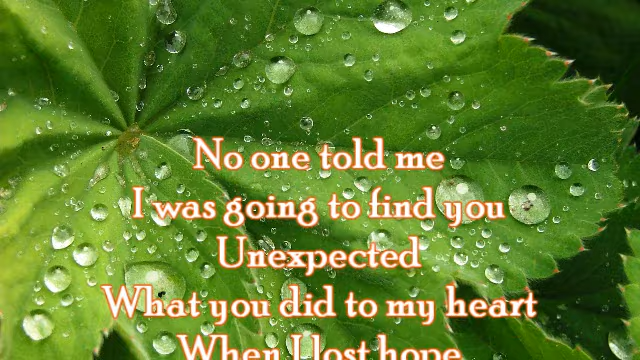 No one told me
I was going to find you
Unexpected
What you did to my heart
When I lost hope